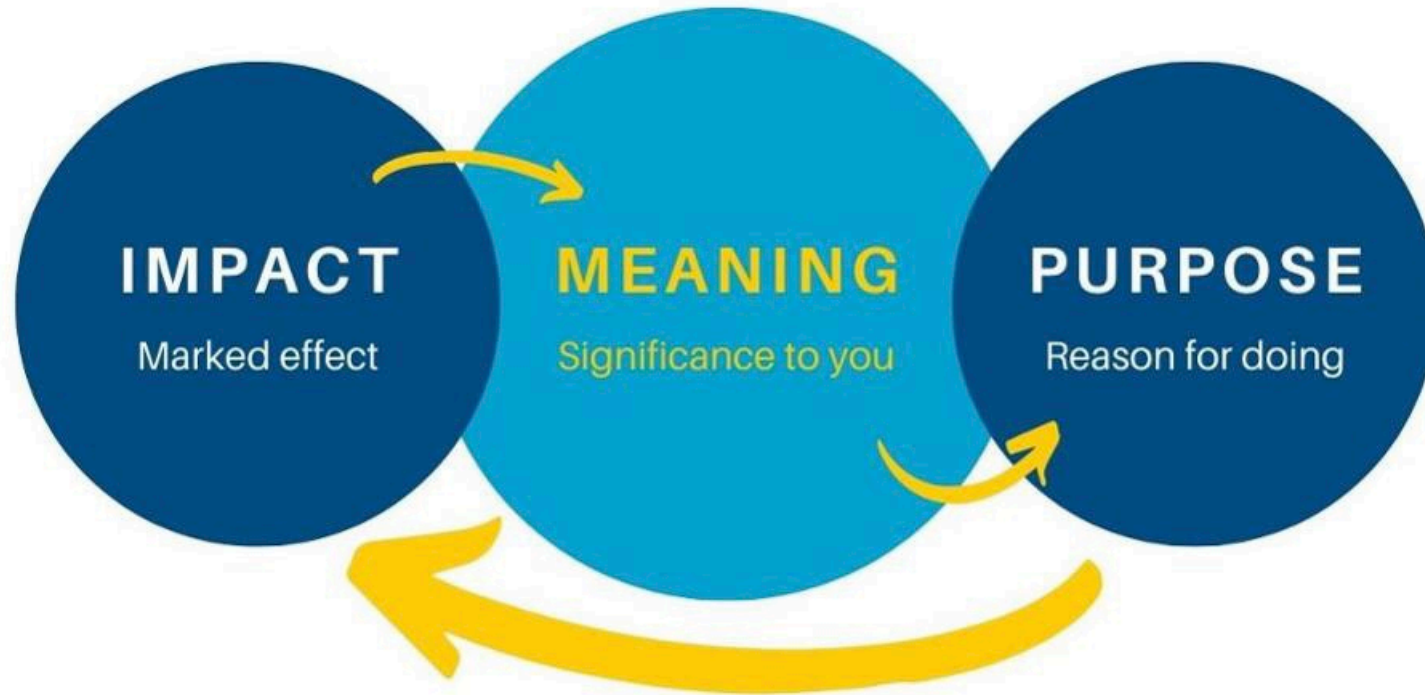 IMPACT
Marked effect
MEANING
Significance to you
PURPOSE
Reason for doing